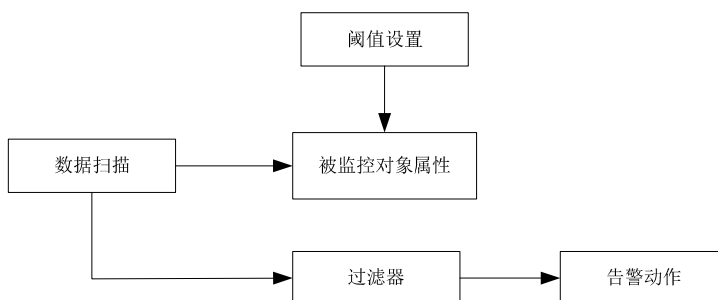 阈值设置
数据扫描
被监控对象属性
过滤器
告警动作